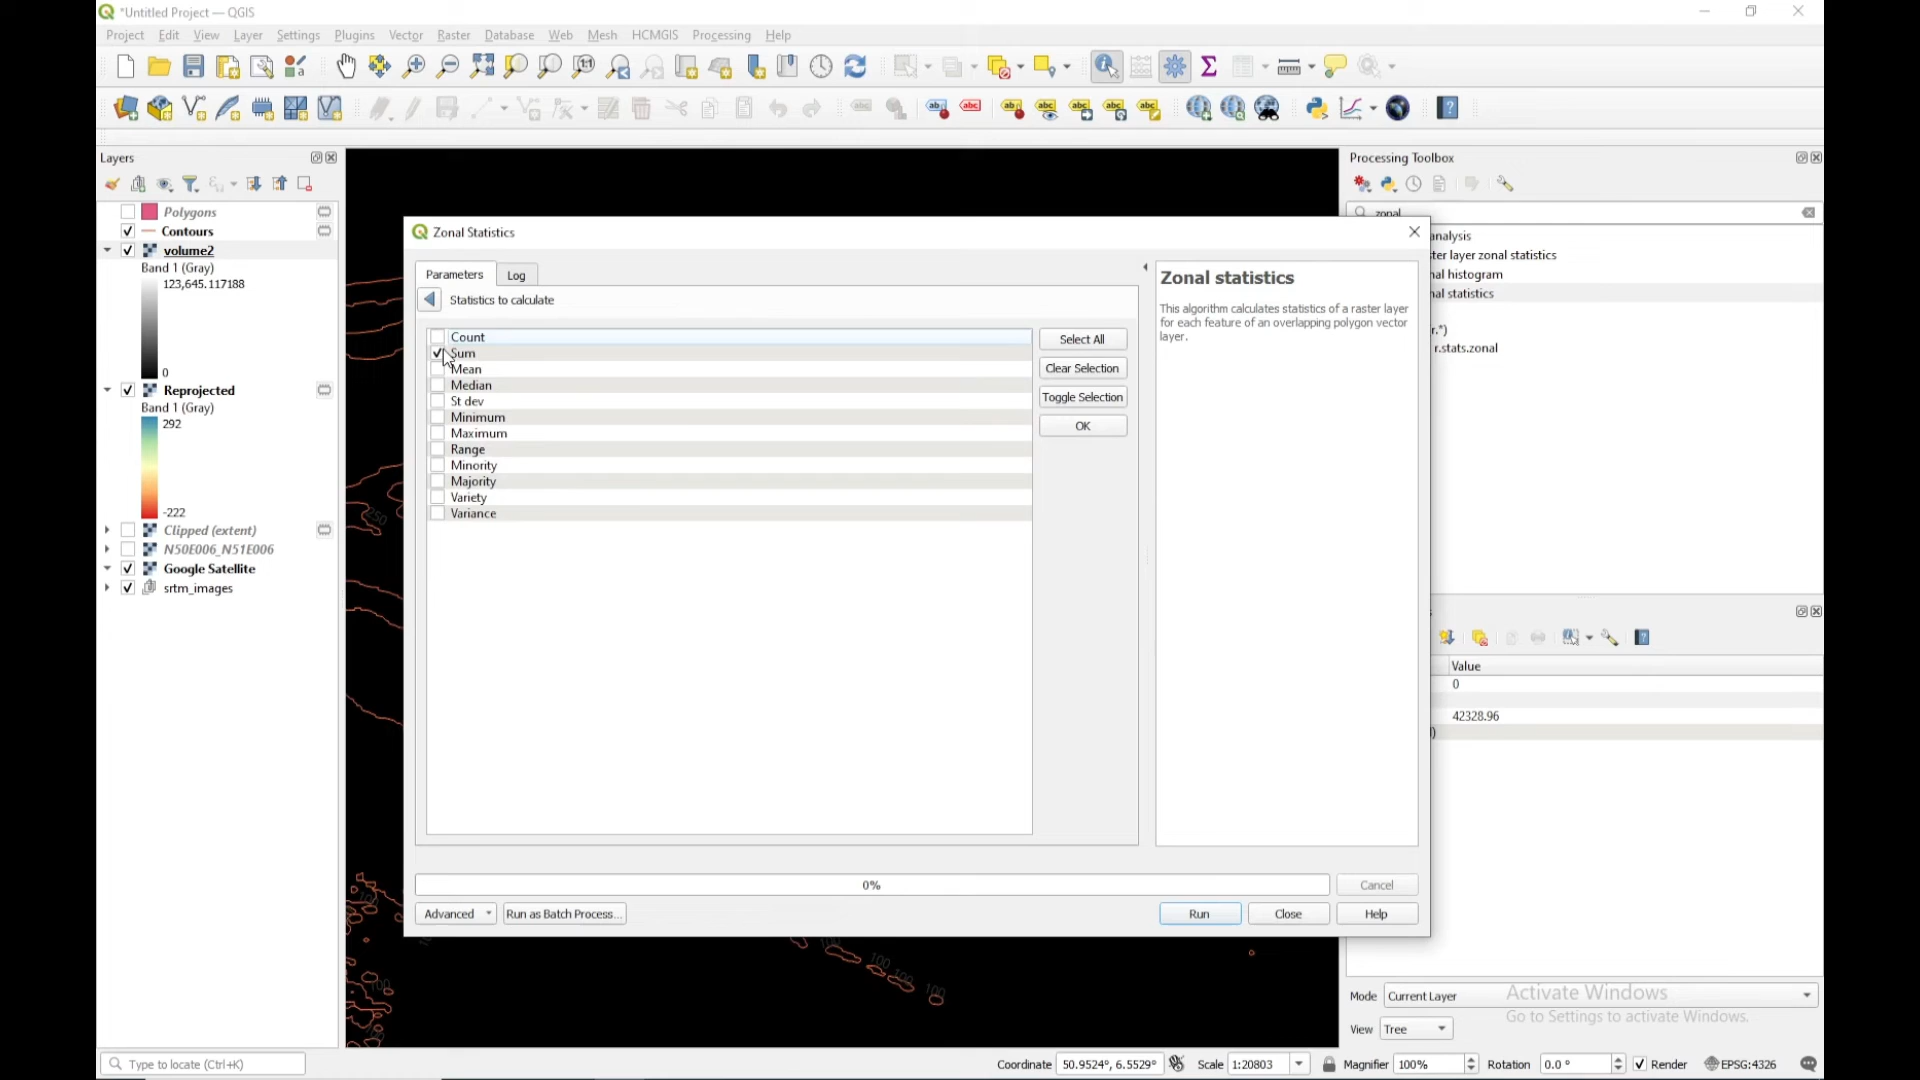 *Untitled Project — QGIS
Project Edit View Layer Settings Plugins Vector Raster Database Web Mesh HCMGIS Processing Help
Layers
Polygons
Contours
volume2
Band 1 (Gray)
123,645.117188
0
Reprojected
Band 1 (Gray)
292
-222
Clipped (extent)
N50E006_N51E006
Google Satellite
srtm_images
250
100
100 100
100
Zonal Statistics
Parameters Log
Statistics to calculate
Count
Sum
Mean
Median
St dev
Minimum
Maximum
Range
Minority
Majority
Variety
Variance
Select All
Clear Selection
Toggle Selection
OK
Zonal statistics
This algorithm calculates statistics of a raster layer
for each feature of an overlapping polygon vector
layer.
0%
Cancel
Advanced Run as Batch Process... Run Close Help
Processing Toolbox
zonal
nalysis
ter layer zonal statistics
nal histogram
nal statistics
r.*)
r.stats.zonal
Value
0
42328.96
Mode Current Layer
View Tree
Activate Windows
Go to Settings to activate Windows.
Type to locate (Ctrl+K)
Coordinate 50.9524°, 6.5529° Scale 1:20803 Magnifier 100% Rotation 0.0 ° Render EPSG:4326